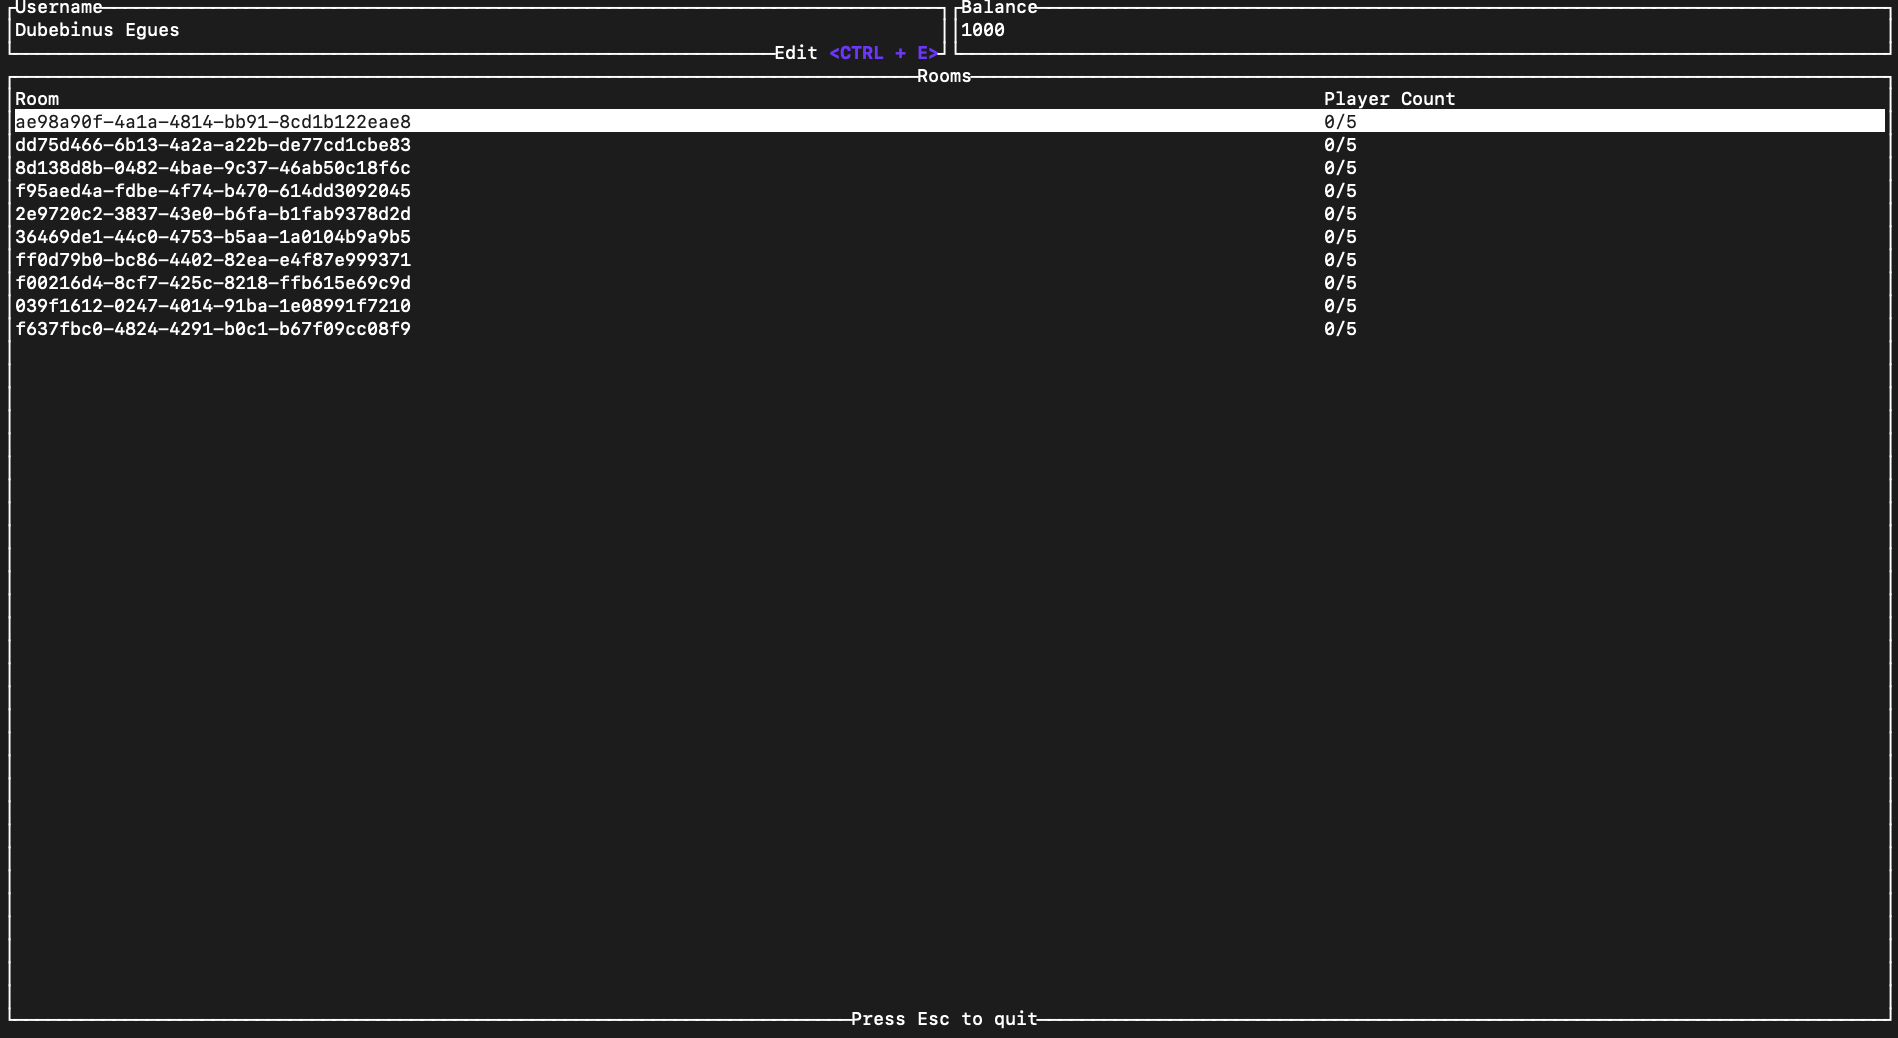 Username
Dubebinus Egues
Edit <CTRL + E>
Balance
1000
Rooms
Room Player Count
ae98a90f-4a1a-4814-bb91-8cd1b122eae8 0/5
dd75d466-6b13-4a2a-a22b-de77cd1cbe83 0/5
8d138d8b-0482-4bae-9c37-46ab50c18f6c 0/5
f95aed4a-fdbe-4f74-b470-614dd3092045 0/5
2e9720c2-3837-43e0-b6fa-b1fab9378d2d 0/5
36469de1-44c0-4753-b5aa-1a0104b9a9b5 0/5
ff0d79b0-bc86-4402-82ea-e4f87e999371 0/5
f00216d4-8cf7-425c-8218-ffb615e69c9d 0/5
039f1612-0247-4014-91ba-1e08991f7210 0/5
f637fbc0-4824-4291-b0c1-b67f09cc08f9 0/5
Press Esc to quit